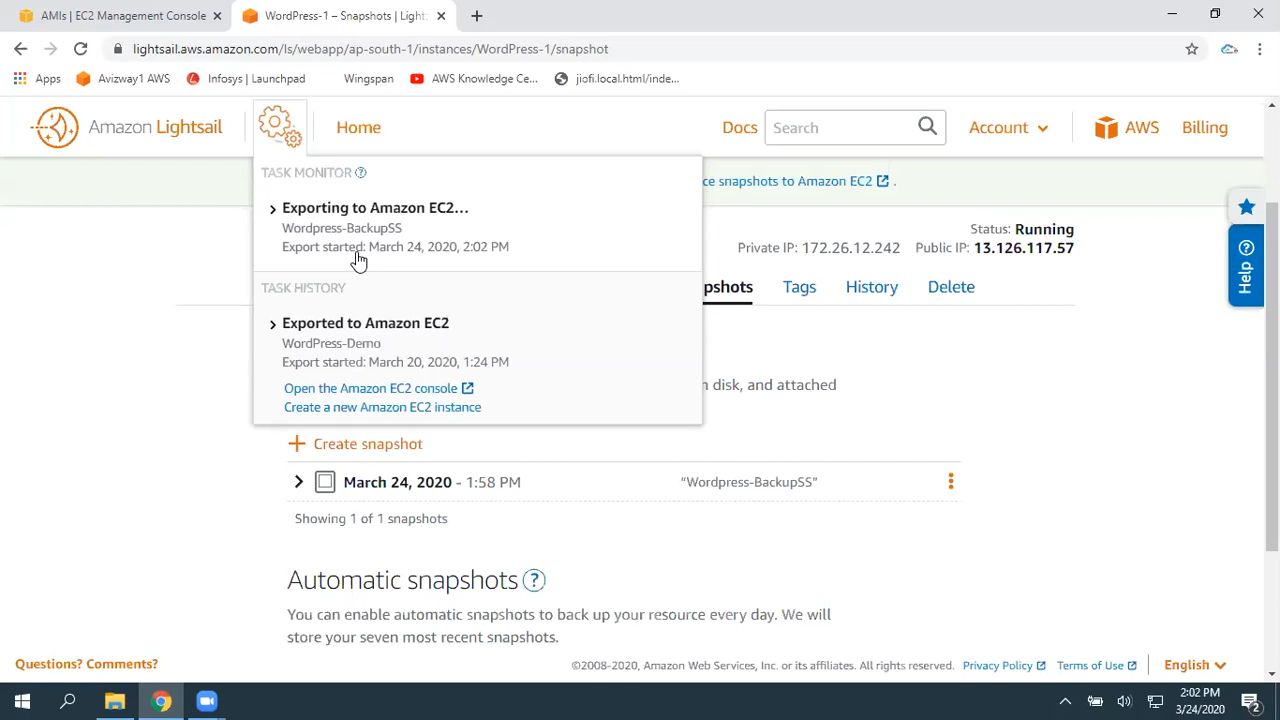 AMIs | EC2 Management Console
WordPress-1 – Snapshots | Lights
lightsail.aws.amazon.com/ls/webapp/ap-south-1/instances/WordPress-1/snapshot
Apps
Avizway1 AWS
Infosys | Launchpad
Wingspan
AWS Knowledge Ce...
jiofi.local.html/inde...
Amazon Lightsail
Home
Docs
Search
Account
AWS
Billing
TASK MONITOR ?
ce snapshots to Amazon EC2 .
Exporting to Amazon EC2...
Wordpress-BackupSS
Export started: March 24, 2020, 2:02 PM
Status: Running
Private IP: 172.26.12.242 Public IP: 13.126.117.57
Help ?
TASK HISTORY
pshots
Tags
History
Delete
Exported to Amazon EC2
WordPress-Demo
Export started: March 20, 2020, 1:24 PM
Open the Amazon EC2 console
Create a new Amazon EC2 instance
disk, and attached
+ Create snapshot
March 24, 2020 - 1:58 PM
“Wordpress-BackupSS”
Showing 1 of 1 snapshots
Automatic snapshots ?
You can enable automatic snapshots to back up your resource every day. We will
store your seven most recent snapshots.
Questions? Comments?
©2008-2020, Amazon Web Services, Inc. or its affiliates. All rights reserved.
Privacy Policy
Terms of Use
English
2:02 PM
3/24/2020
2